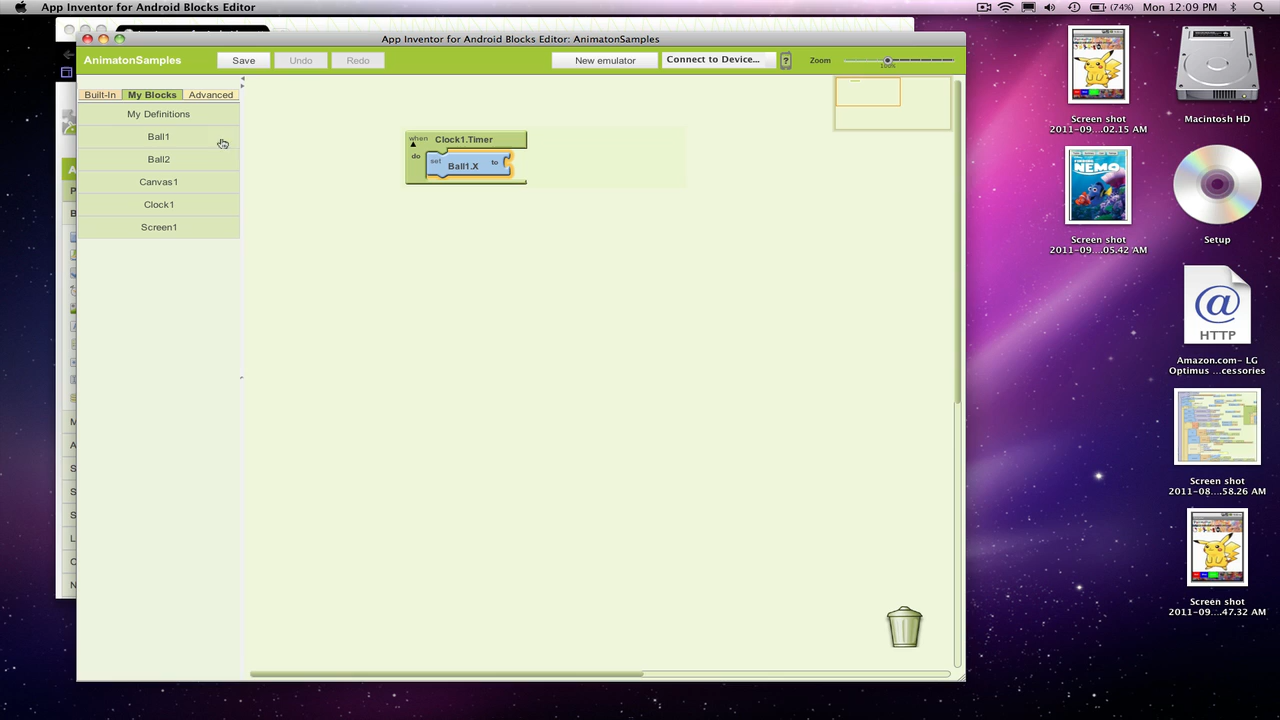 App Inventor for Android Blocks Editor
(74%) Mon 12:09 PM
App Inventor for Android Blocks Editor: AnimatonSamples
AnimatonSamples
Save
Undo
Redo
New emulator
Connect to Device...
?
Zoom
100%
Built-In
My Blocks
Advanced
My Definitions
Ball1
Ball2
Canvas1
Clock1
Screen1
when Clock1.Timer
do
set Ball1.X to
Screen shot
2011-09...02.15 AM
Macintosh HD
FINDING
NEMO
Screen shot
2011-09....05.42 AM
Setup
@
HTTP
Amazon.com- LG
Optimus ...cessories
Screen shot
2011-08....58.26 AM
Screen shot
2011-09....47.32 AM